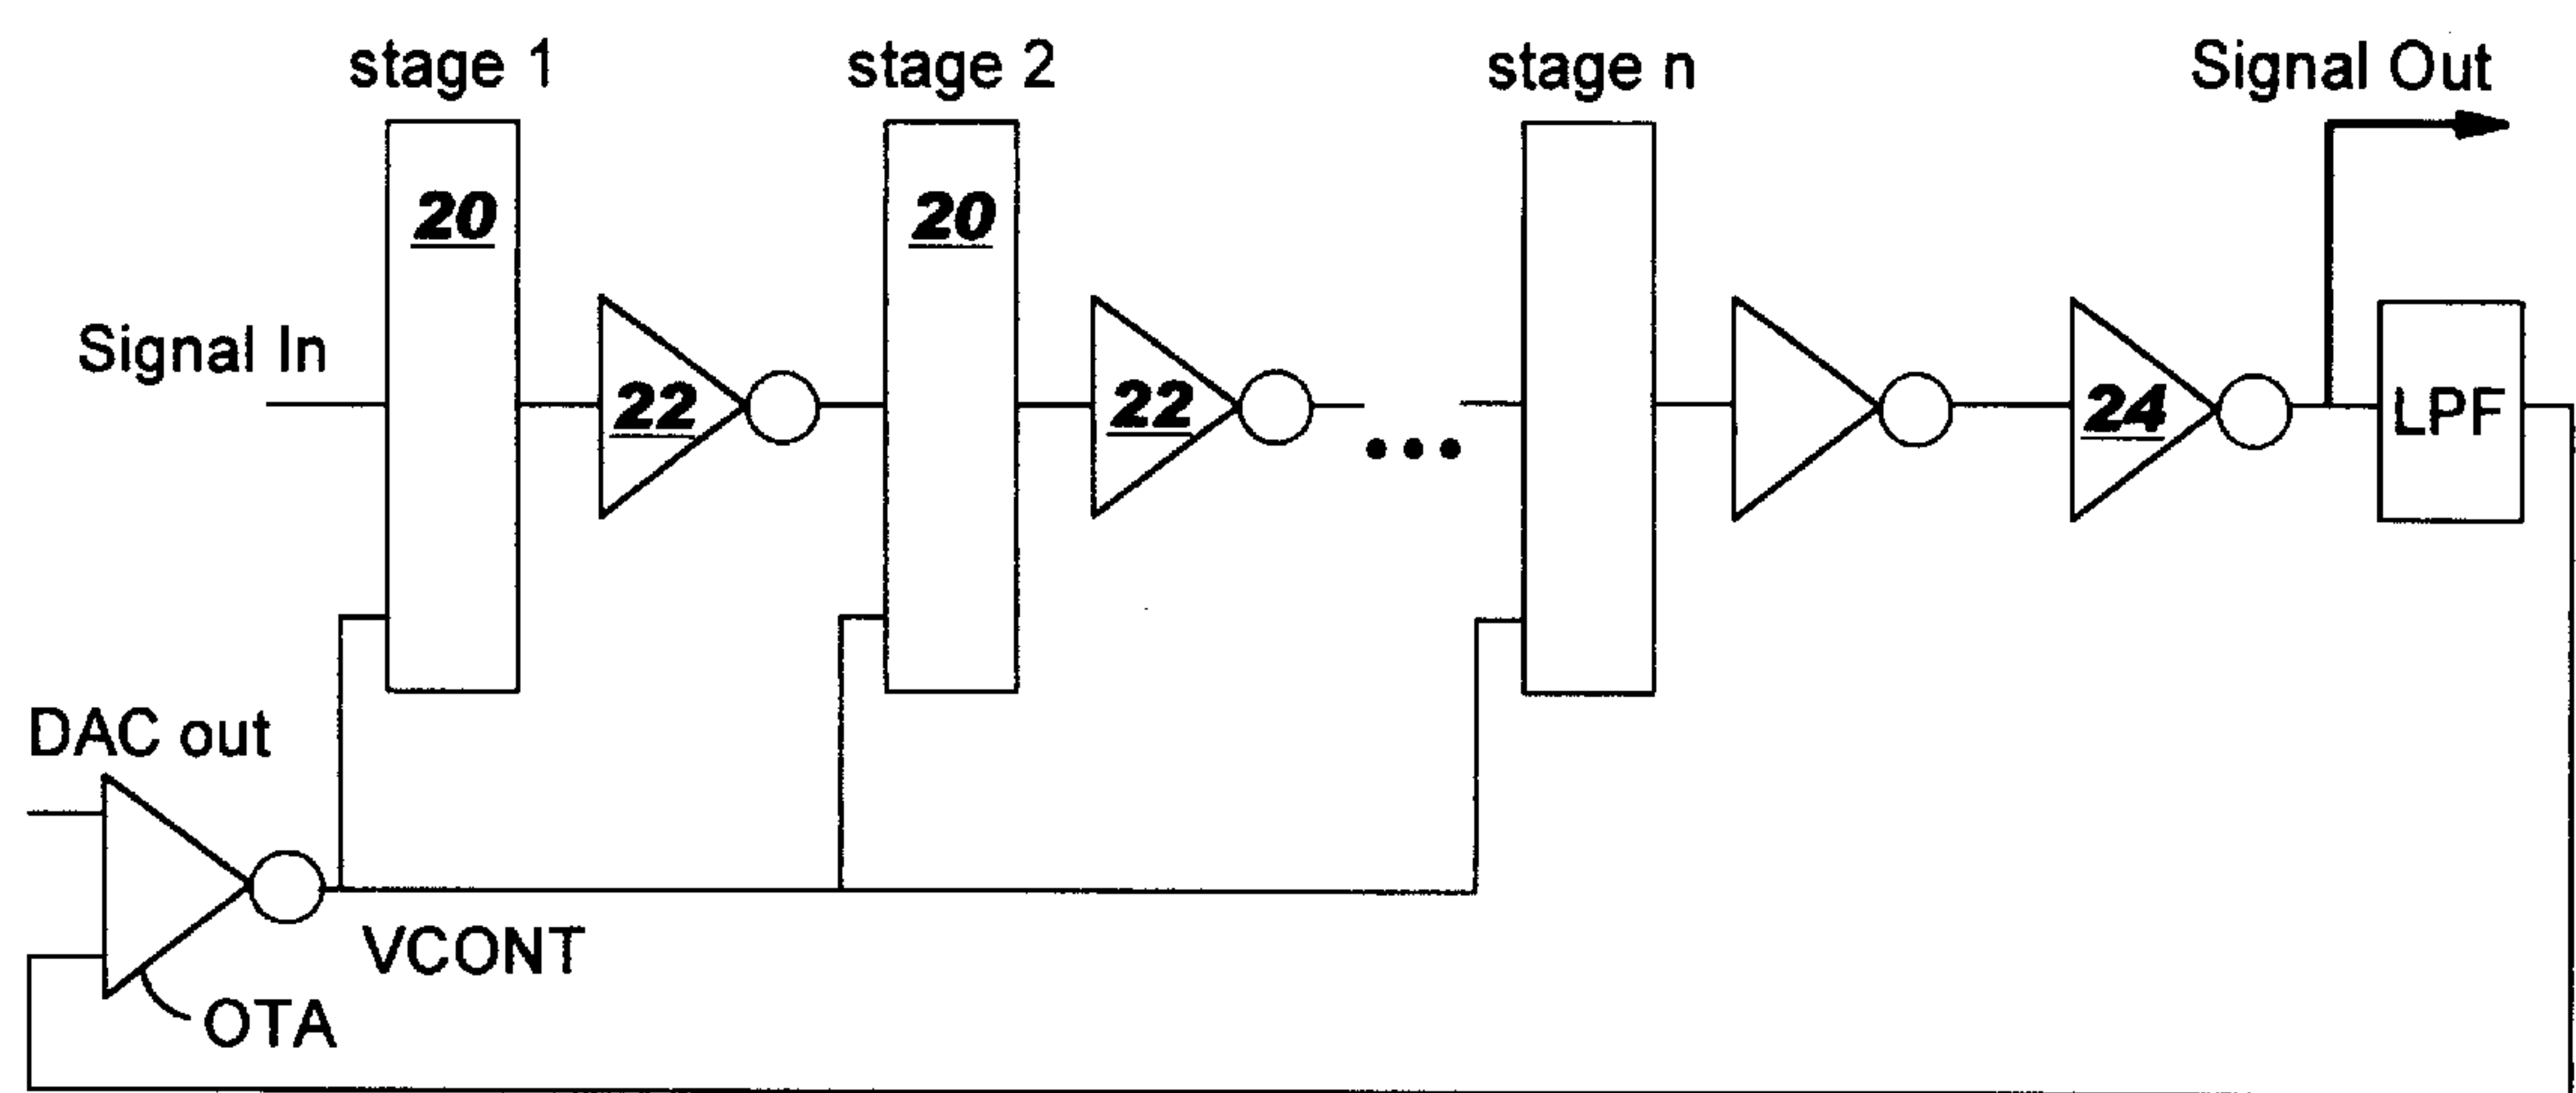 stage 1
stage 2
stage n
Signal Out
20
20
Signal In
22
22
24
LPF
DAC out
VCONT
OTA